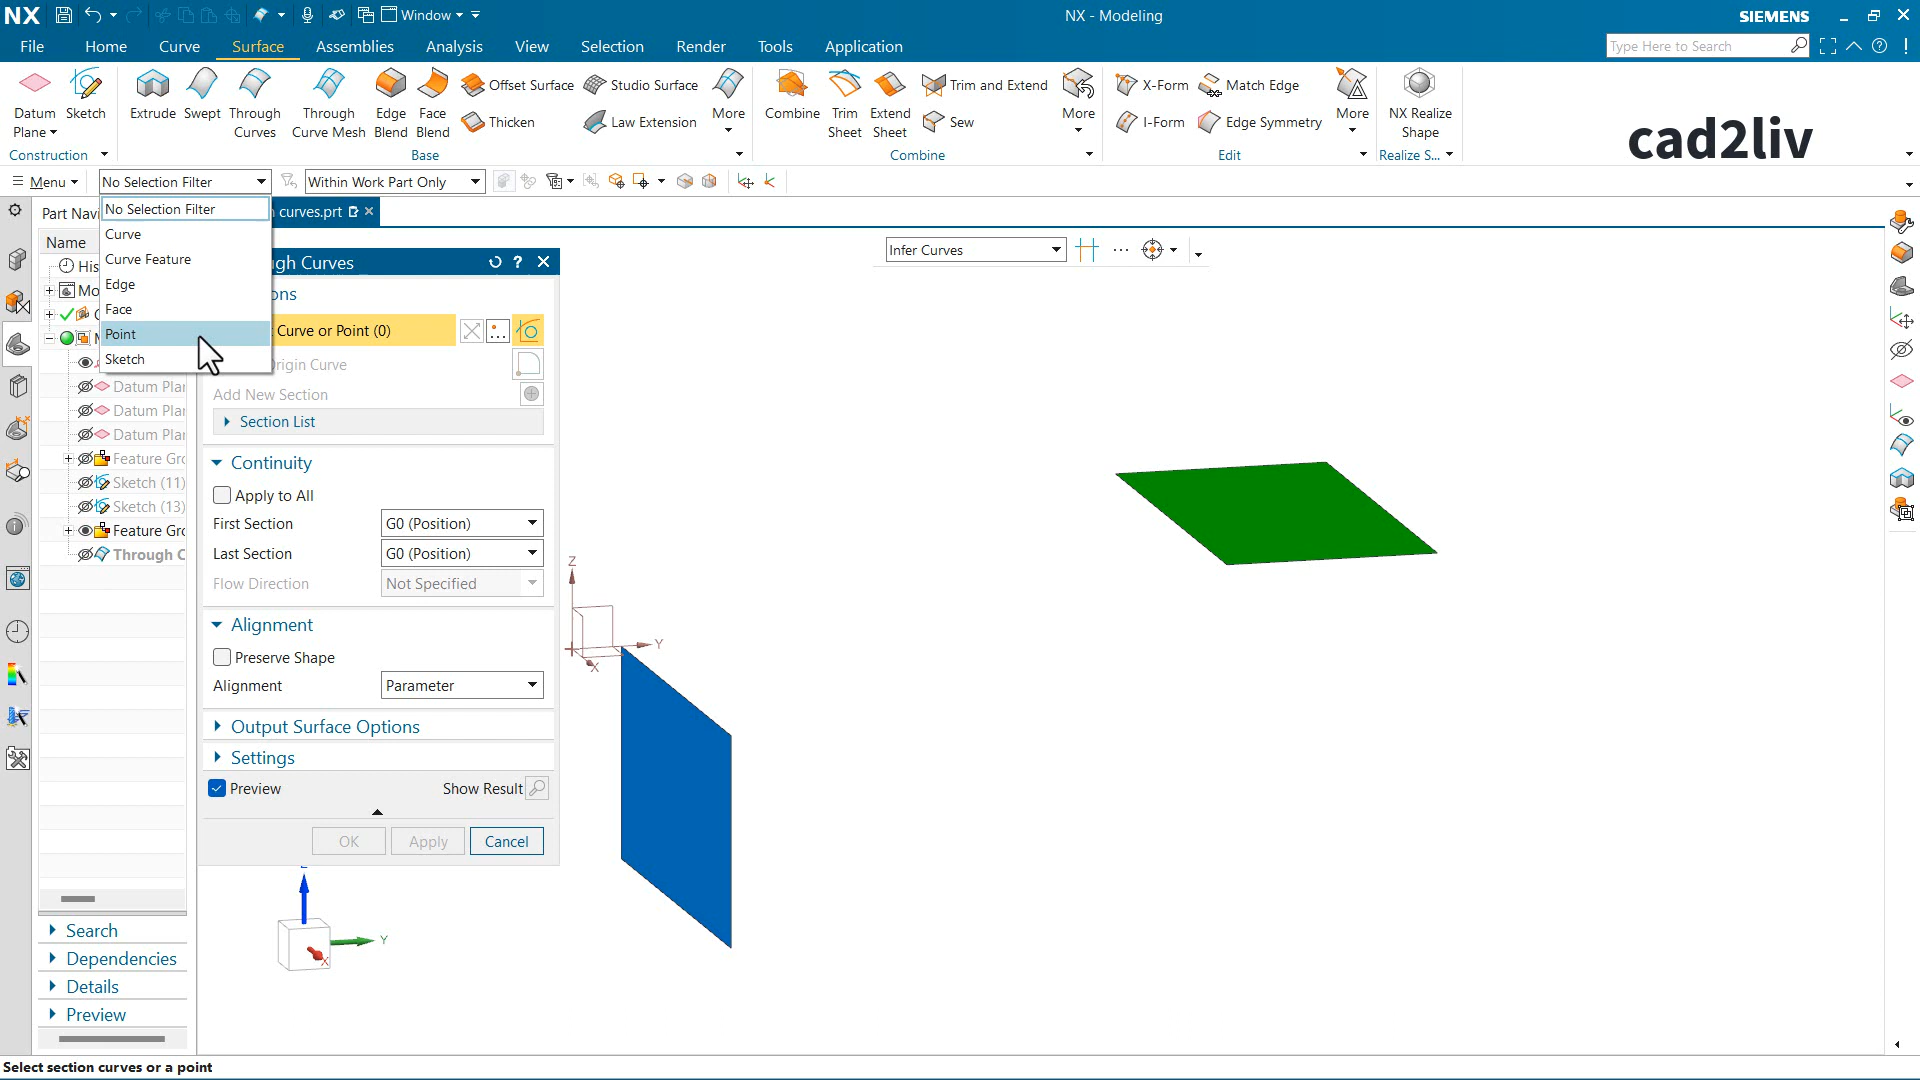 NX
Window
NX - Modeling
SIEMENS
File
Home
Curve
Surface
Assemblies
Analysis
View
Selection
Render
Tools
Application
Type Here to Search
Datum Plane
Sketch
Extrude
Swept
Through Curves
Through Curve Mesh
Edge Blend
Face Blend
Offset Surface
Thicken
Studio Surface
Law Extension
More
Combine
Trim Sheet
Extend Sheet
Trim and Extend
Sew
More
X-Form
I-Form
Match Edge
Edge Symmetry
More
NX Realize Shape
cad2liv
Construction
Base
Combine
Edit
Realize S...
Menu
No Selection Filter
Within Work Part Only
No Selection Filter
Curve
Curve Feature
Edge
Face
Point
Sketch
Part Navi
curves.prt
Name
His
Mo
Datum Plar
Datum Plar
Datum Plar
Feature Gro
Sketch (11)
Sketch (13)
Feature Gro
Through C
Infer Curves
gh Curves
ons
Curve or Point (0)
Origin Curve
Add New Section
Section List
Continuity
Apply to All
First Section
G0 (Position)
Last Section
G0 (Position)
Flow Direction
Not Specified
Alignment
Preserve Shape
Alignment
Parameter
Output Surface Options
Settings
Preview
Show Result
OK
Apply
Cancel
Z
Y
X
Y
X
Search
Dependencies
Details
Preview
Select section curves or a point